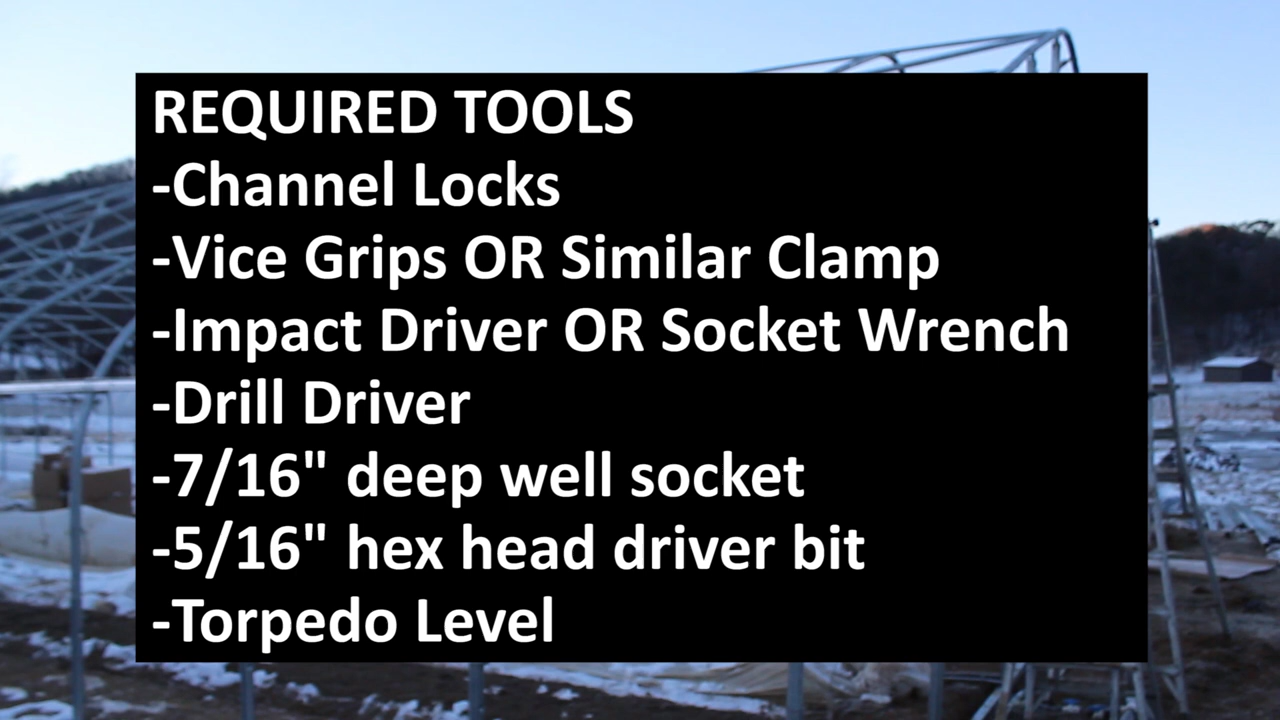 REQUIRED TOOLS
-Channel Locks
-Vice Grips OR Similar Clamp
-Impact Driver OR Socket Wrench
-Drill Driver
-7/16" deep well socket
-5/16" hex head driver bit
-Torpedo Level